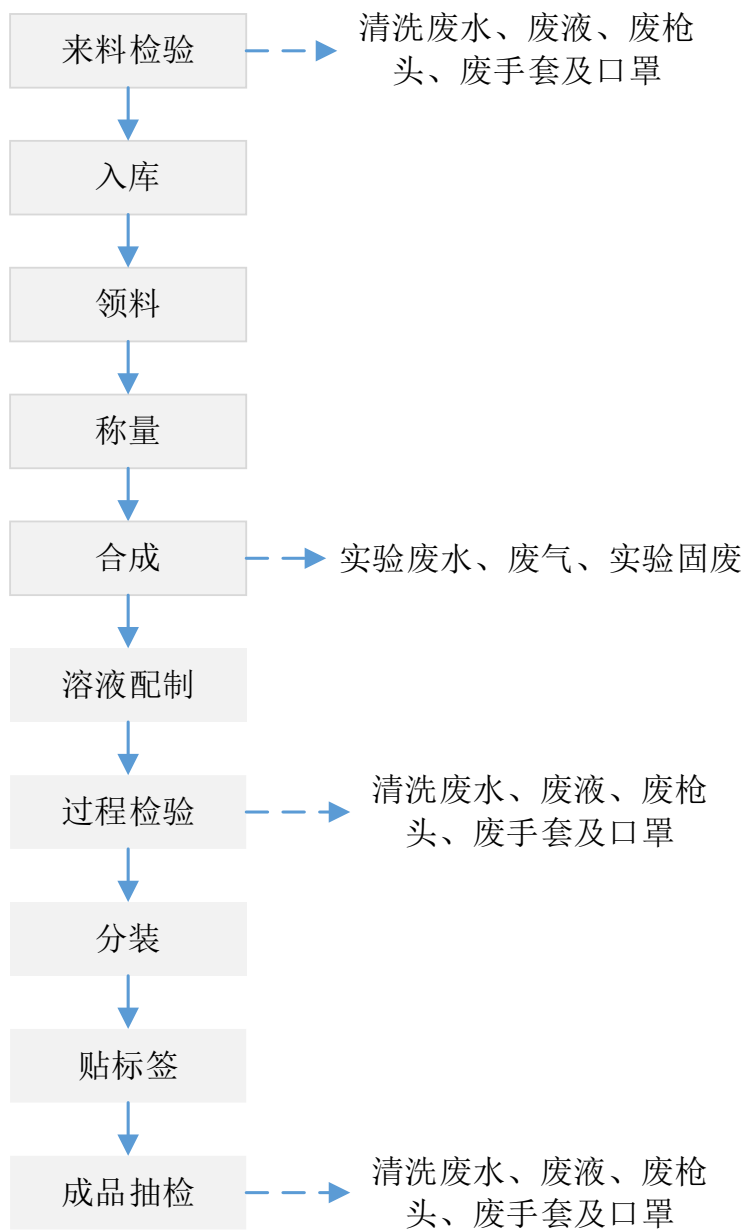 来料检验
清洗废水、废液、废枪
头、废手套及口罩
入库
领料
称量
合成
实验废水、废气、实验固废
溶液配制
过程检验
清洗废水、废液、废枪
头、废手套及口罩
分装
贴标签
成品抽检
清洗废水、废液、废枪
头、废手套及口罩